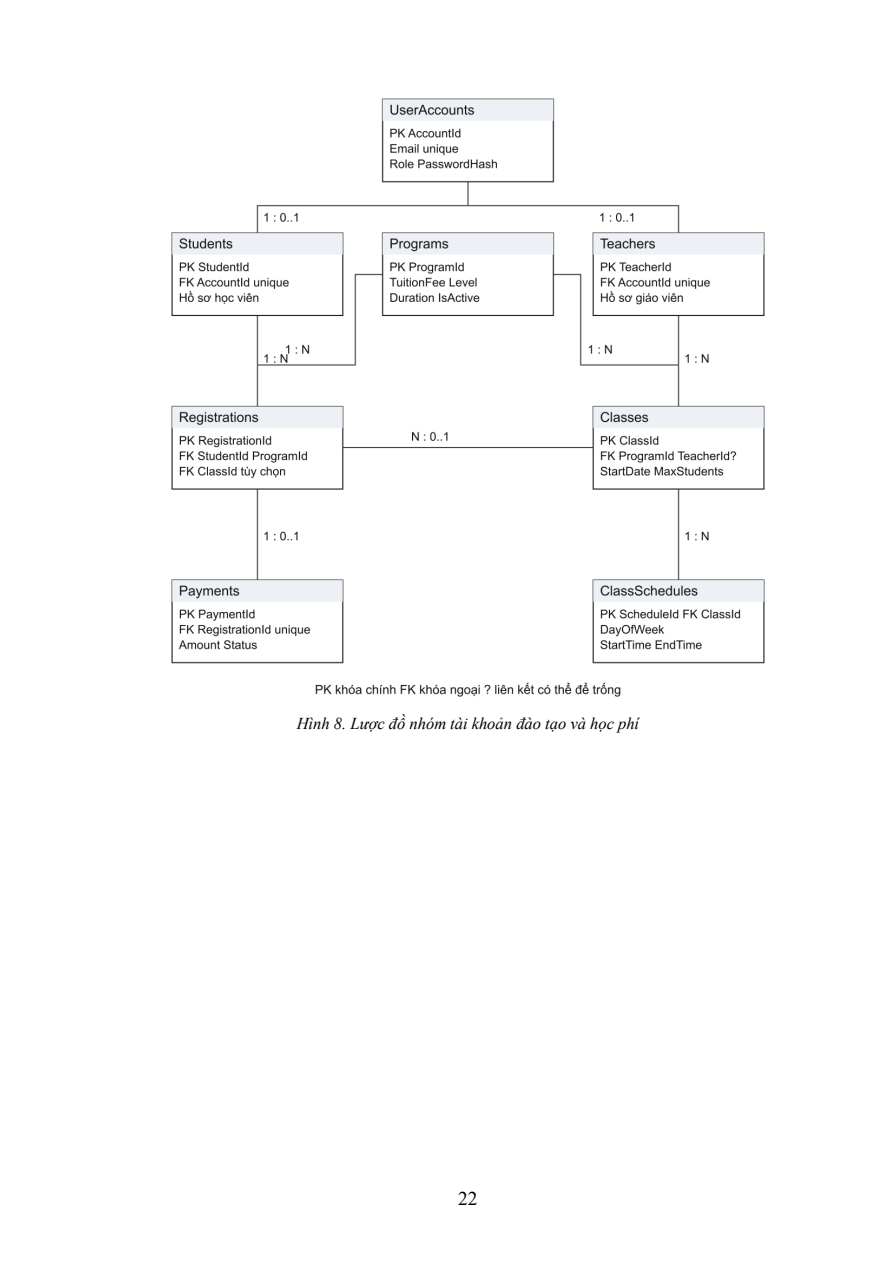 UserAccounts
PK AccountId
Email unique
Role PasswordHash
1 : 0..1
1 : 0..1
Students
PK StudentId
FK AccountId unique
Hồ sơ học viên
Programs
PK ProgramId
TuitionFee Level
Duration IsActive
Teachers
PK TeacherId
FK AccountId unique
Hồ sơ giáo viên
1 : N
1 : N
1 : N
1 : N
Registrations
PK RegistrationId
FK StudentId ProgramId
FK ClassId tùy chọn
N : 0..1
Classes
PK ClassId
FK ProgramId TeacherId?
StartDate MaxStudents
1 : 0..1
1 : N
Payments
PK PaymentId
FK RegistrationId unique
Amount Status
ClassSchedules
PK ScheduleId FK ClassId
DayOfWeek
StartTime EndTime
PK khóa chính FK khóa ngoại ? liên kết có thể để trống
Hình 8. Lược đồ nhóm tài khoản đào tạo và học phí
22